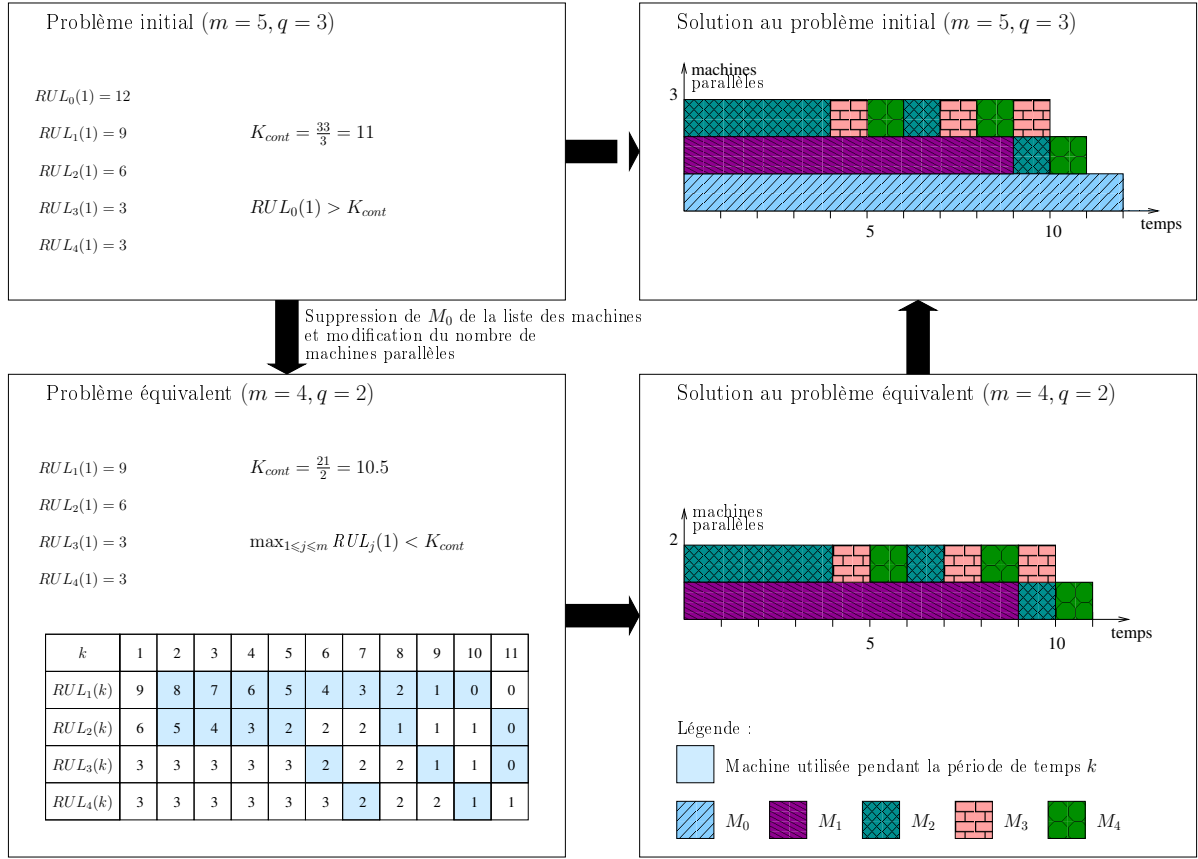 Problème initial (m = 5, q = 3)
RUL₀(1) = 12
RUL₁(1) = 9
K_cont = 33/3 = 11
RUL₂(1) = 6
RUL₃(1) = 3
RUL₀(1) > K_cont
RUL₄(1) = 3
Solution au problème initial (m = 5, q = 3)
machines
parallèles
3
5
10
temps
Suppression de M₀ de la liste des machines
et modification du nombre de
machines parallèles
Problème équivalent (m = 4, q = 2)
RUL₁(1) = 9
K_cont = 21/2 = 10.5
RUL₂(1) = 6
RUL₃(1) = 3
max_{1⩽j⩽m} RUL_j(1) < K_cont
RUL₄(1) = 3
k 1 2 3 4 5 6 7 8 9 10 11
RUL₁(k) 9 8 7 6 5 4 3 2 1 0 0
RUL₂(k) 6 5 4 3 2 2 2 1 1 1 0
RUL₃(k) 3 3 3 3 3 2 2 2 1 1 0
RUL₄(k) 3 3 3 3 3 3 2 2 2 1 1
Solution au problème équivalent (m = 4, q = 2)
machines
parallèles
2
5
10
temps
Légende :
Machine utilisée pendant la période de temps k
M₀ M₁ M₂ M₃ M₄